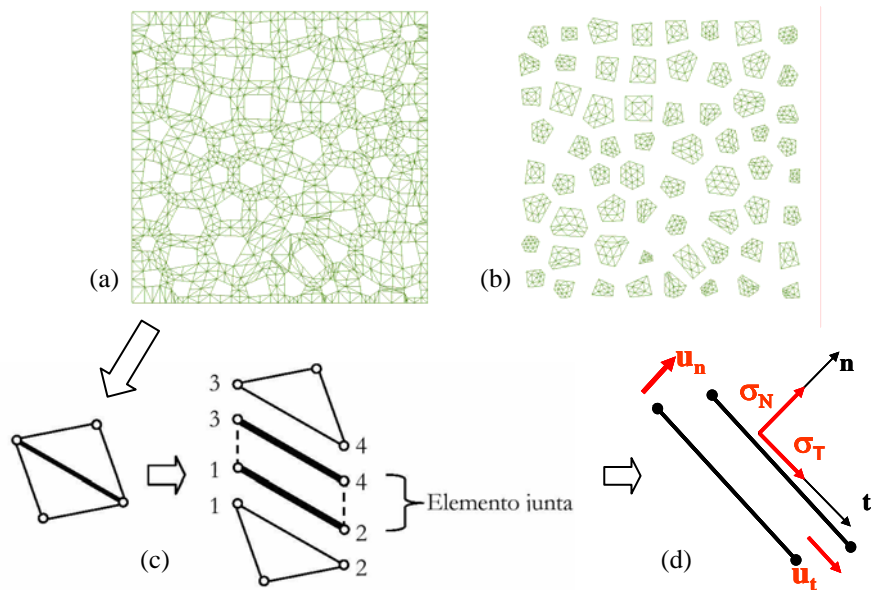 (a)
(b)
3
3
4
1
4
1
2
2
Elemento junta
(c)
u_n
n
σ_N
σ_T
t
u_t
(d)